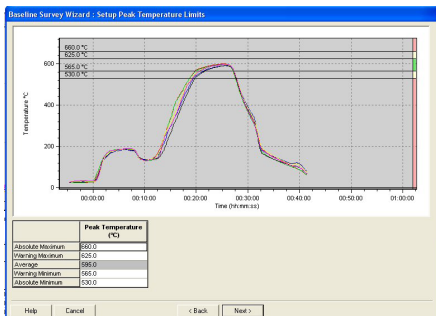 Baseline Survey Wizard : Setup Peak Temperature Limits
660.0 °C
625.0 °C
600
565.0 °C
530.0 °C
400
200
0
Temperature °C
00:00:00 00:10:00 00:20:00 00:30:00 00:40:00 00:50:00 01:00:00
Time (hh:mm:ss)
Peak Temperature
(°C)
Absolute Maximum 660.0
Warning Maximum 625.0
Average 595.0
Warning Minimum 565.0
Absolute Minimum 530.0
Help Cancel < Back Next >